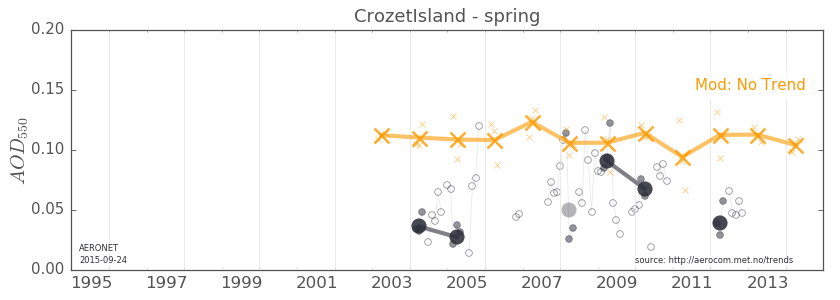 CrozetIsland - spring
0.20
0.15
0.10
0.05
0.00
AOD550
Mod: No Trend
AERONET
2015-09-24
source: http://aerocom.met.no/trends
1995 1997 1999 2001 2003 2005 2007 2009 2011 2013